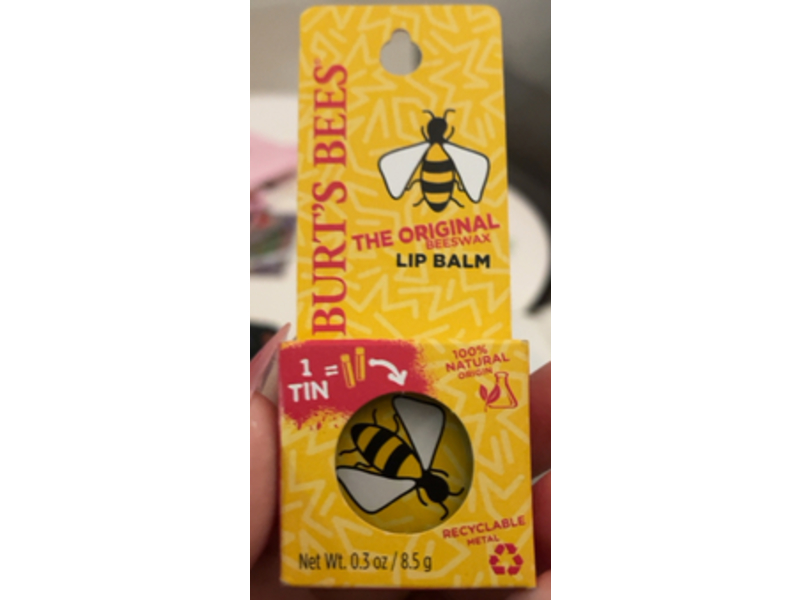 BURT'S BEES®
THE ORIGINAL
BEESWAX
LIP BALM
1
TIN =
100%
NATURAL
ORIGIN
RECYCLABLE
METAL
Net Wt. 0.3 oz / 8.5 g